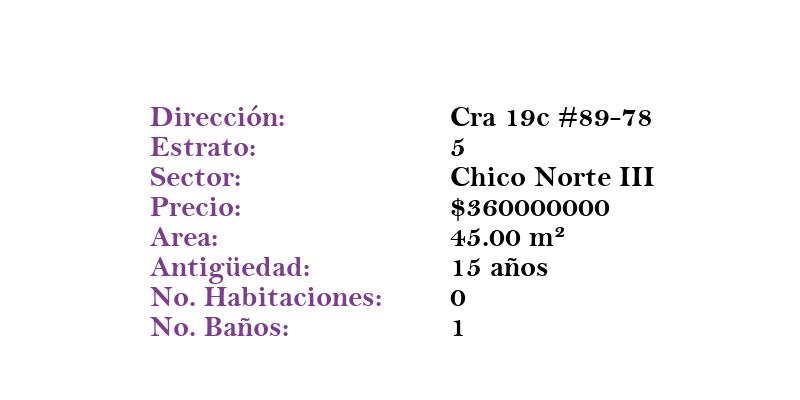 Dirección: Cra 19c #89-78
Estrato: 5
Sector: Chico Norte III
Precio: $360000000
Area: 45.00 m²
Antigüedad: 15 años
No. Habitaciones: 0
No. Baños: 1